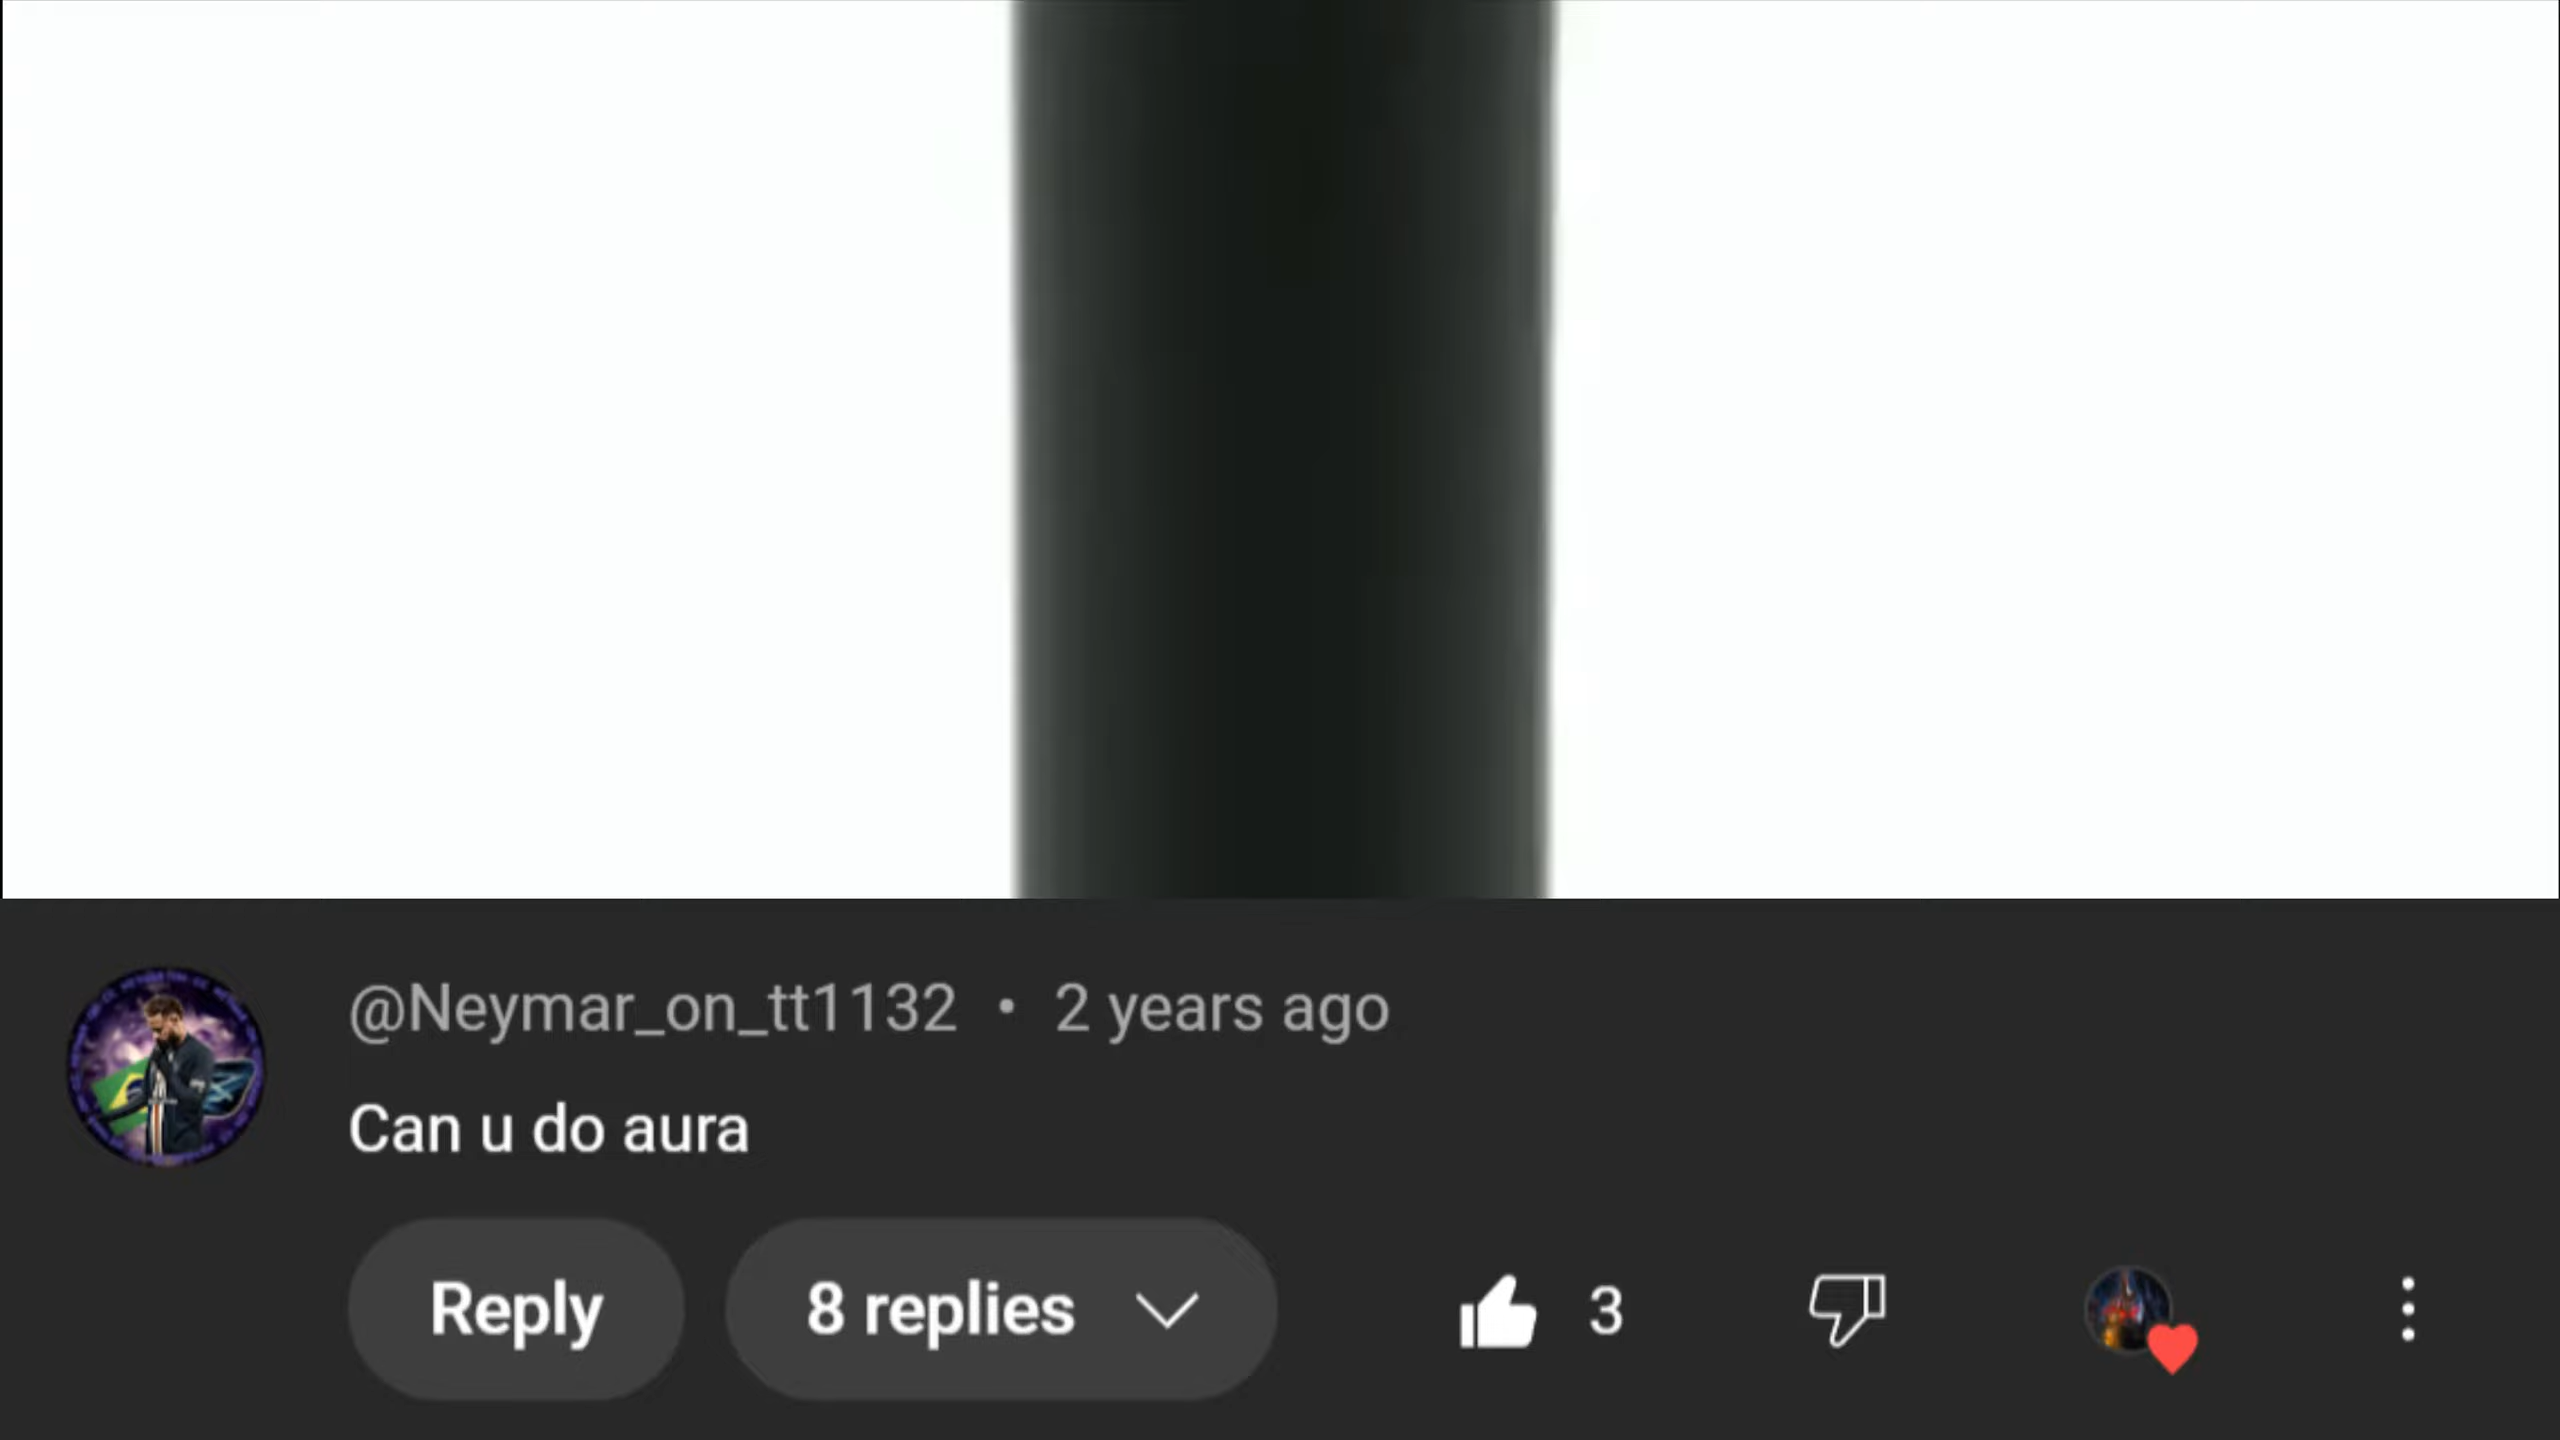 @Neymar_on_tt1132 • 2 years ago
Can u do aura
Reply 8 replies 3